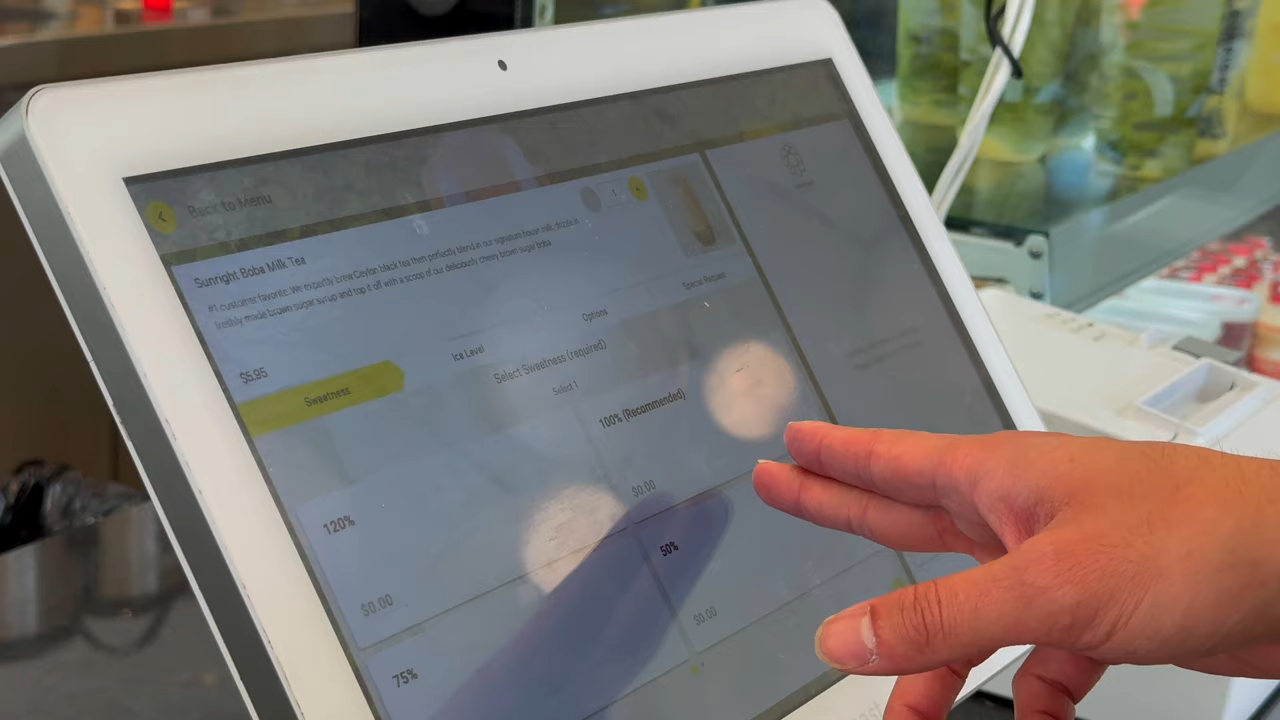 Back to Menu
Sunright Boba Milk Tea
#1 customer favorite. We expertly brew Ceylon black tea then perfectly blend in our signature house milk, drizzle in
freshly made brown sugar syrup and top it off with a scoop of our deliciously chewy brown sugar boba
$5.95
Sweetness
Ice Level
Options
Special Request
Select Sweetness (required)
Select 1
120%
$0.00
100% (Recommended)
$0.00
75%
50%
$0.00